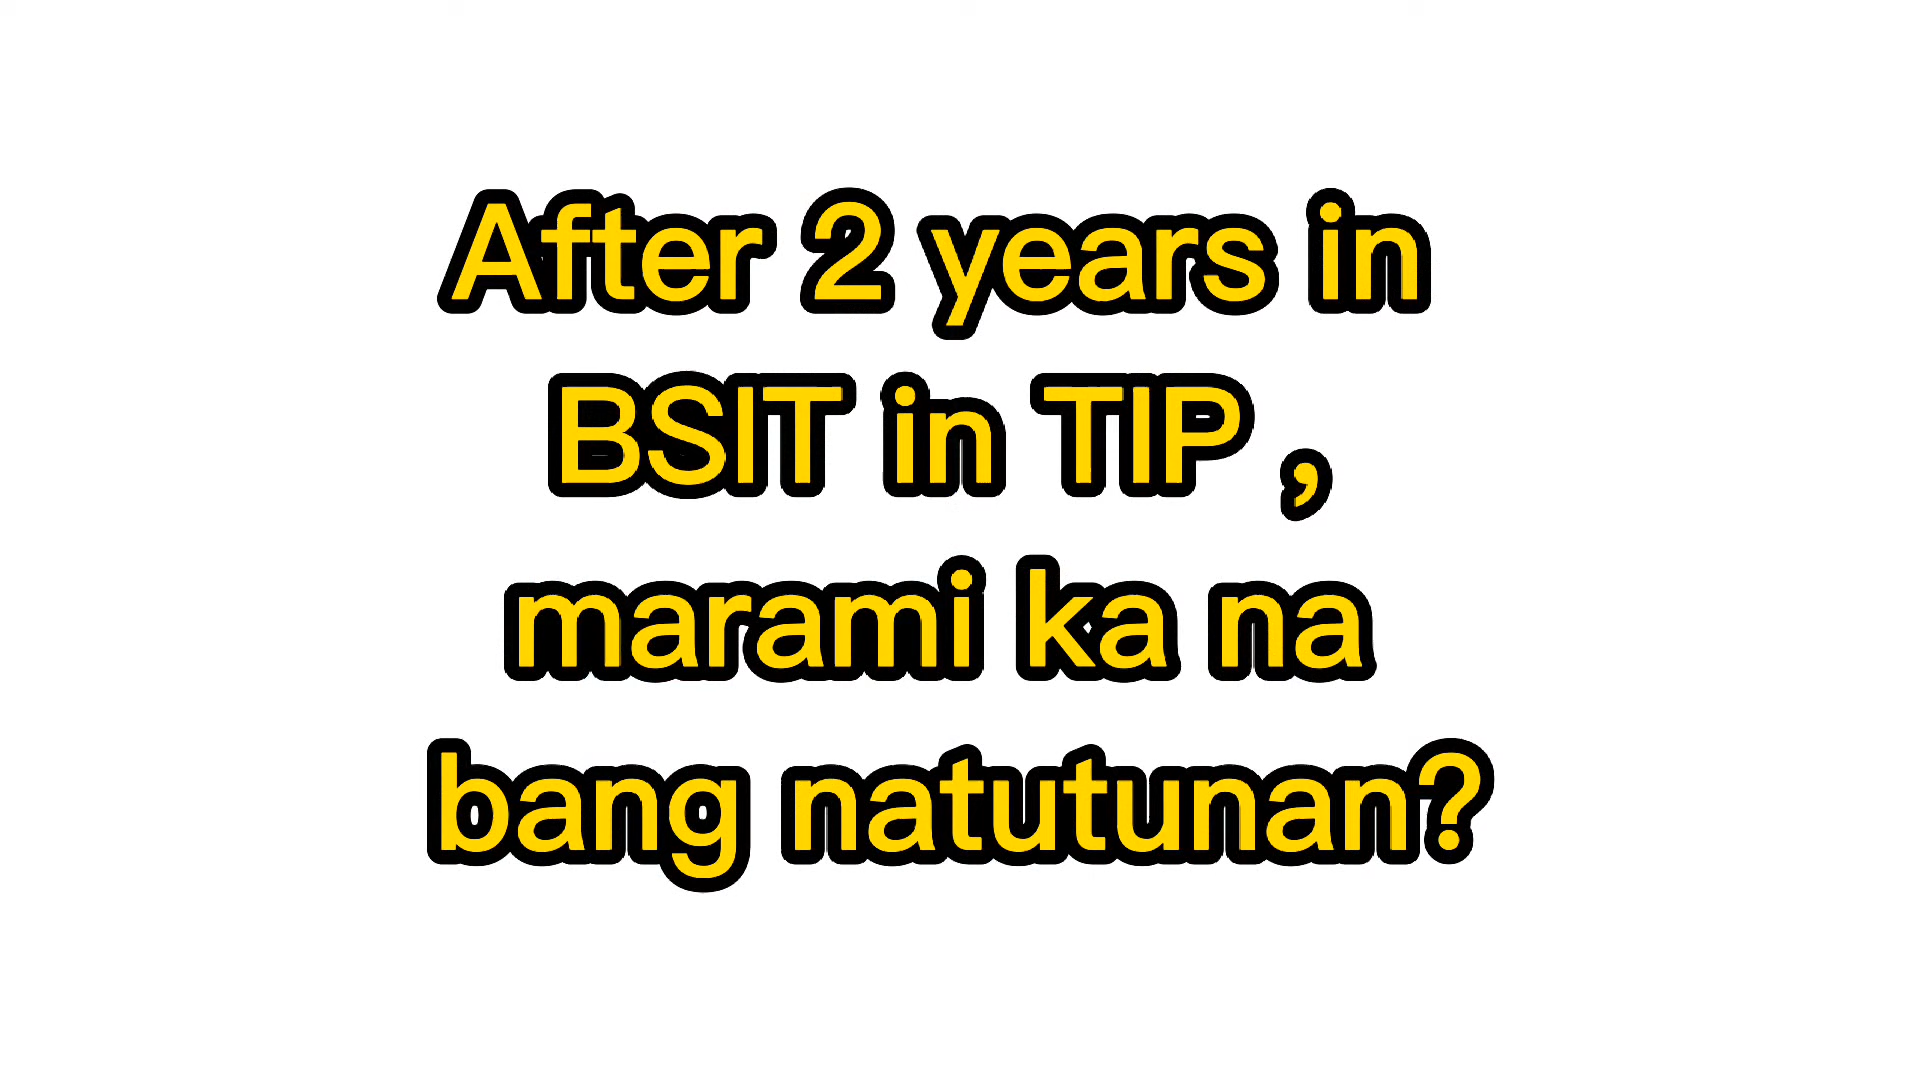 After 2 years in
BSIT in TIP ,
marami ka na
bang natutunan?